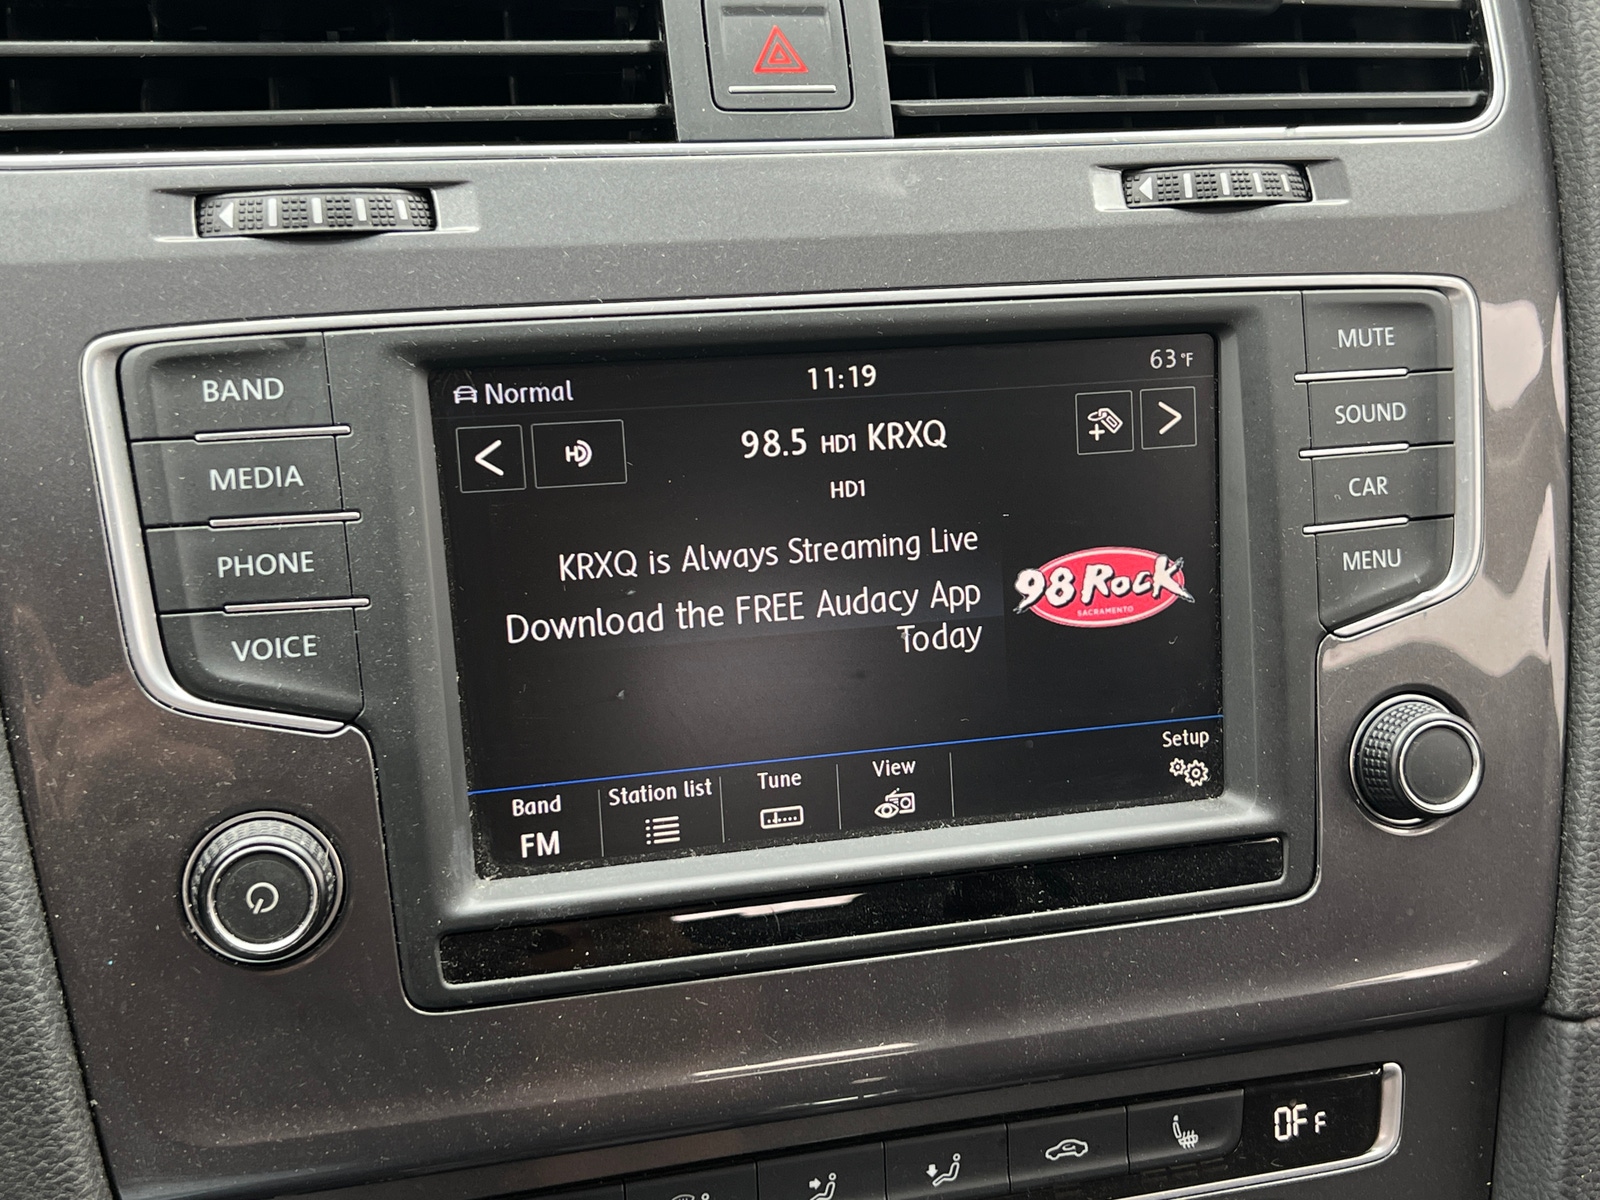 BAND
MEDIA
PHONE
VOICE
Normal
11:19
63°F
HD
98.5 HD1 KRXQ
HD1
KRXQ is Always Streaming Live
Download the FREE Audacy App
Today
98 ROCK
SACRAMENTO
Band
FM
Station list
Tune
View
Setup
MUTE
SOUND
CAR
MENU
OFF